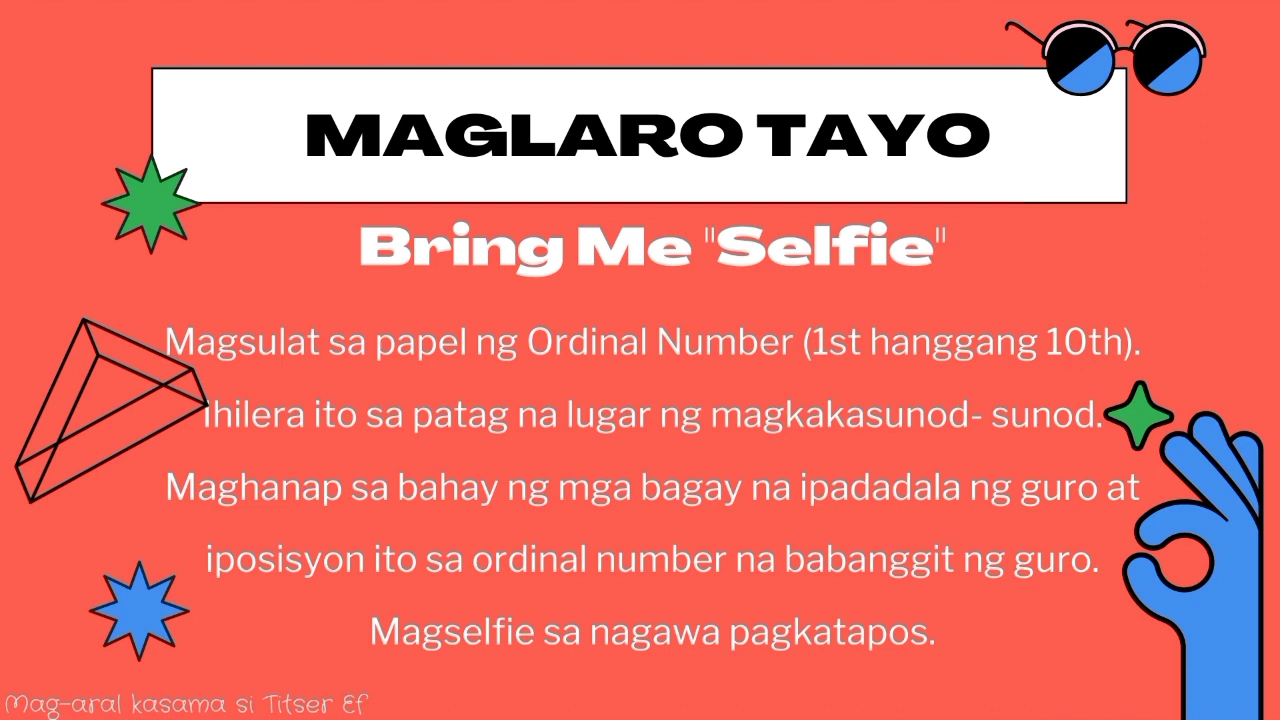 MAGLARO TAYO
Bring Me "Selfie"
Magsulat sa papel ng Ordinal Number (1st hanggang 10th).
Ihilera ito sa patag na lugar ng magkakasunod- sunod.
Maghanap sa bahay ng mga bagay na ipadadala ng guro at
iposisyon ito sa ordinal number na babanggit ng guro.
Magselfie sa nagawa pagkatapos.
Mag-aral kasama si Titser Ef